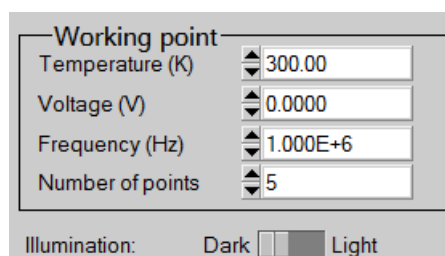 Working point
Temperature (K) 300.00
Voltage (V) 0.0000
Frequency (Hz) 1.000E+6
Number of points 5
Illumination: Dark Light